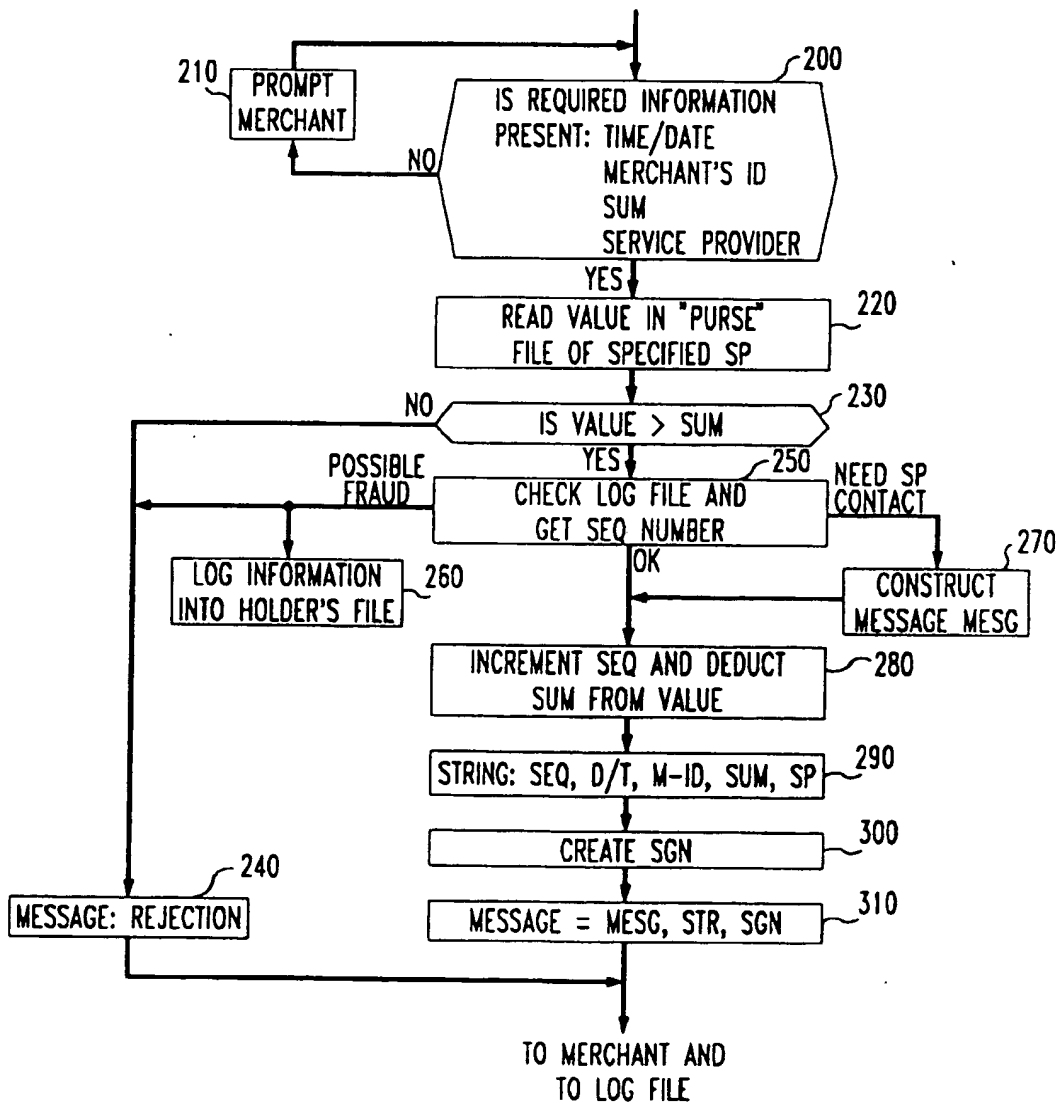 200
210
PROMPT
MERCHANT
IS REQUIRED INFORMATION
PRESENT: TIME/DATE
MERCHANT'S ID
SUM
SERVICE PROVIDER
NO
YES
220
READ VALUE IN "PURSE"
FILE OF SPECIFIED SP
NO
230
IS VALUE > SUM
YES
250
POSSIBLE
FRAUD
CHECK LOG FILE AND
GET SEQ NUMBER
NEED SP
CONTACT
OK
270
LOG INFORMATION
INTO HOLDER'S FILE
260
CONSTRUCT
MESSAGE MESG
INCREMENT SEQ AND DEDUCT
SUM FROM VALUE
280
290
STRING: SEQ, D/T, M-ID, SUM, SP
300
CREATE SGN
240
MESSAGE: REJECTION
310
MESSAGE = MESG, STR, SGN
TO MERCHANT AND
TO LOG FILE